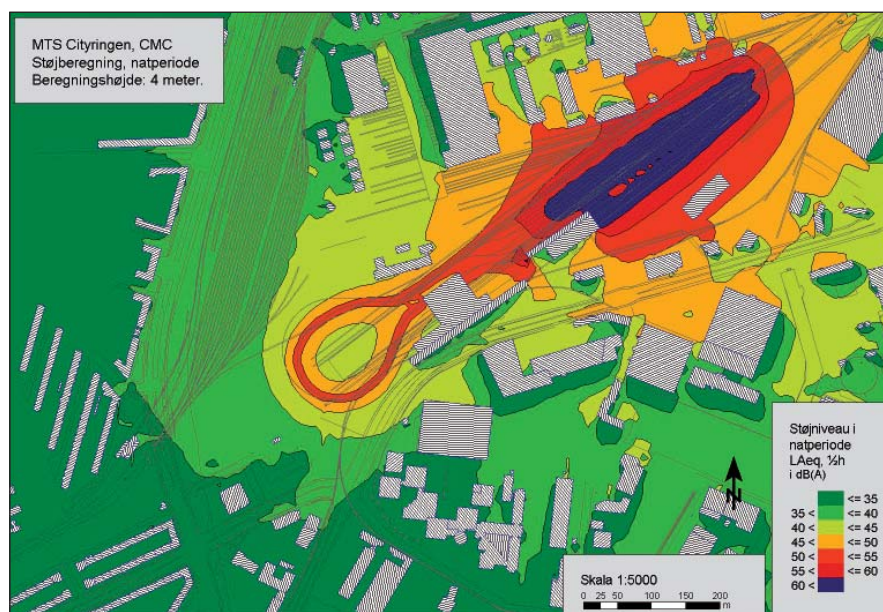 MTS Cityringen, CMC
Støjberegning, natperiode
Beregningshøjde: 4 meter.
Støjniveau i
natperiode
LAeq, ½h
i dB(A)
<= 35
35 < <= 40
40 < <= 45
45 < <= 50
50 < <= 55
55 < <= 60
60 <
N
Skala 1:5000
0 25 50 100 150 200
m